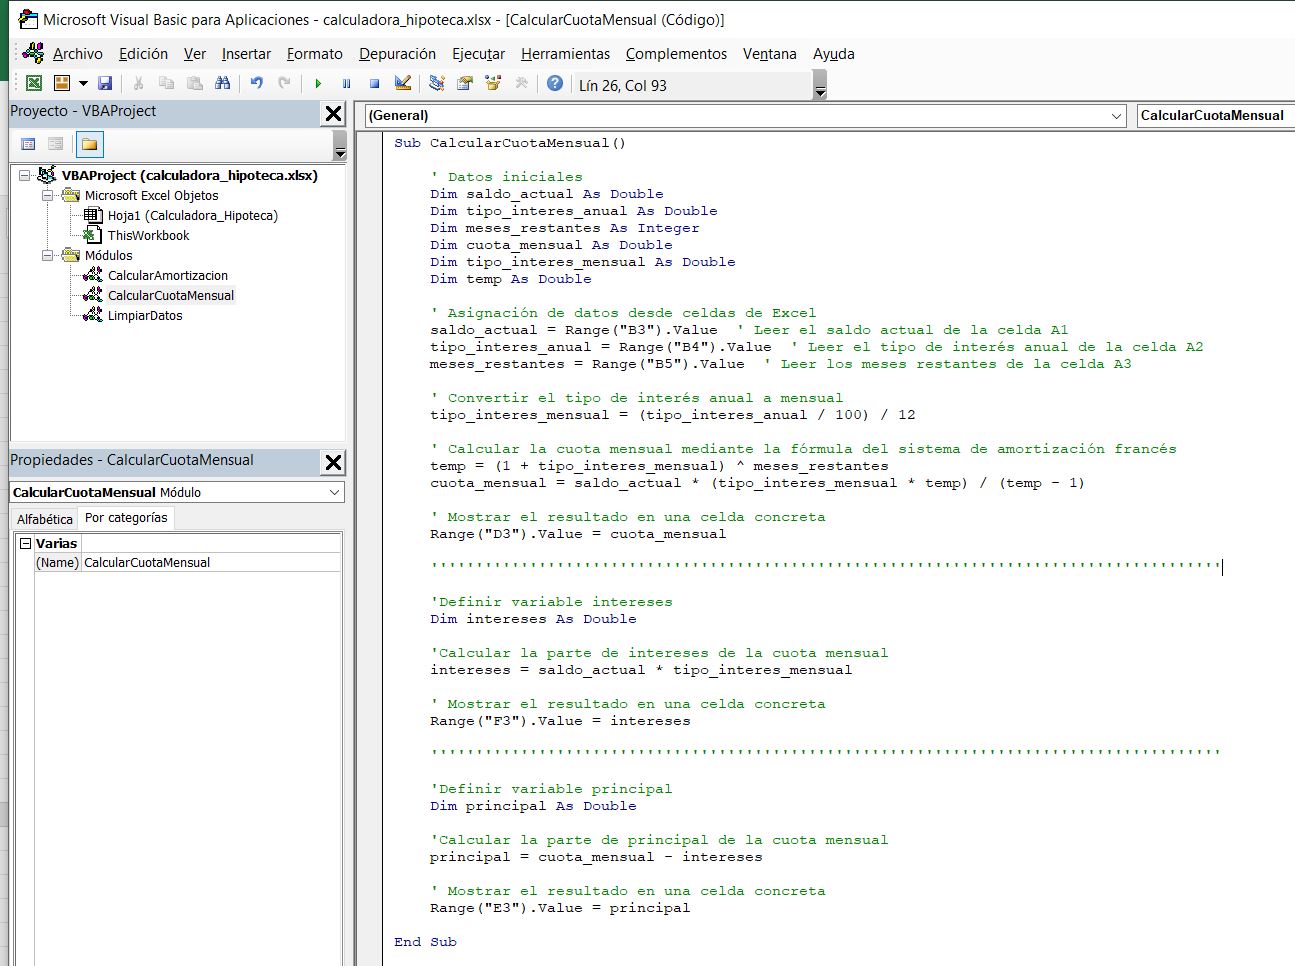 Microsoft Visual Basic para Aplicaciones - calculadora_hipoteca.xlsx - [CalcularCuotaMensual (Código)]
Archivo Edición Ver Insertar Formato Depuración Ejecutar Herramientas Complementos Ventana Ayuda
Lín 26, Col 93
Proyecto - VBAProject
VBAProject (calculadora_hipoteca.xlsx)
Microsoft Excel Objetos
Hoja1 (Calculadora_Hipoteca)
ThisWorkbook
Módulos
CalcularAmortizacion
CalcularCuotaMensual
LimpiarDatos
Propiedades - CalcularCuotaMensual
CalcularCuotaMensual Módulo
Alfabética Por categorías
Varias
(Name) CalcularCuotaMensual
(General) CalcularCuotaMensual
Sub CalcularCuotaMensual()
' Datos iniciales
Dim saldo_actual As Double
Dim tipo_interes_anual As Double
Dim meses_restantes As Integer
Dim cuota_mensual As Double
Dim tipo_interes_mensual As Double
Dim temp As Double
' Asignación de datos desde celdas de Excel
saldo_actual = Range("B3").Value ' Leer el saldo actual de la celda A1
tipo_interes_anual = Range("B4").Value ' Leer el tipo de interés anual de la celda A2
meses_restantes = Range("B5").Value ' Leer los meses restantes de la celda A3
' Convertir el tipo de interés anual a mensual
tipo_interes_mensual = (tipo_interes_anual / 100) / 12
' Calcular la cuota mensual mediante la fórmula del sistema de amortización francés
temp = (1 + tipo_interes_mensual) ^ meses_restantes
cuota_mensual = saldo_actual * (tipo_interes_mensual * temp) / (temp - 1)
' Mostrar el resultado en una celda concreta
Range("D3").Value = cuota_mensual
''''''''''''''''''''''''''''''''''''''''''''''''''''''''''''''''''''''''''''''''''''''''
'Definir variable intereses
Dim intereses As Double
'Calcular la parte de intereses de la cuota mensual
intereses = saldo_actual * tipo_interes_mensual
' Mostrar el resultado en una celda concreta
Range("F3").Value = intereses
''''''''''''''''''''''''''''''''''''''''''''''''''''''''''''''''''''''''''''''''''''''''
'Definir variable principal
Dim principal As Double
'Calcular la parte de principal de la cuota mensual
principal = cuota_mensual - intereses
' Mostrar el resultado en una celda concreta
Range("E3").Value = principal
End Sub